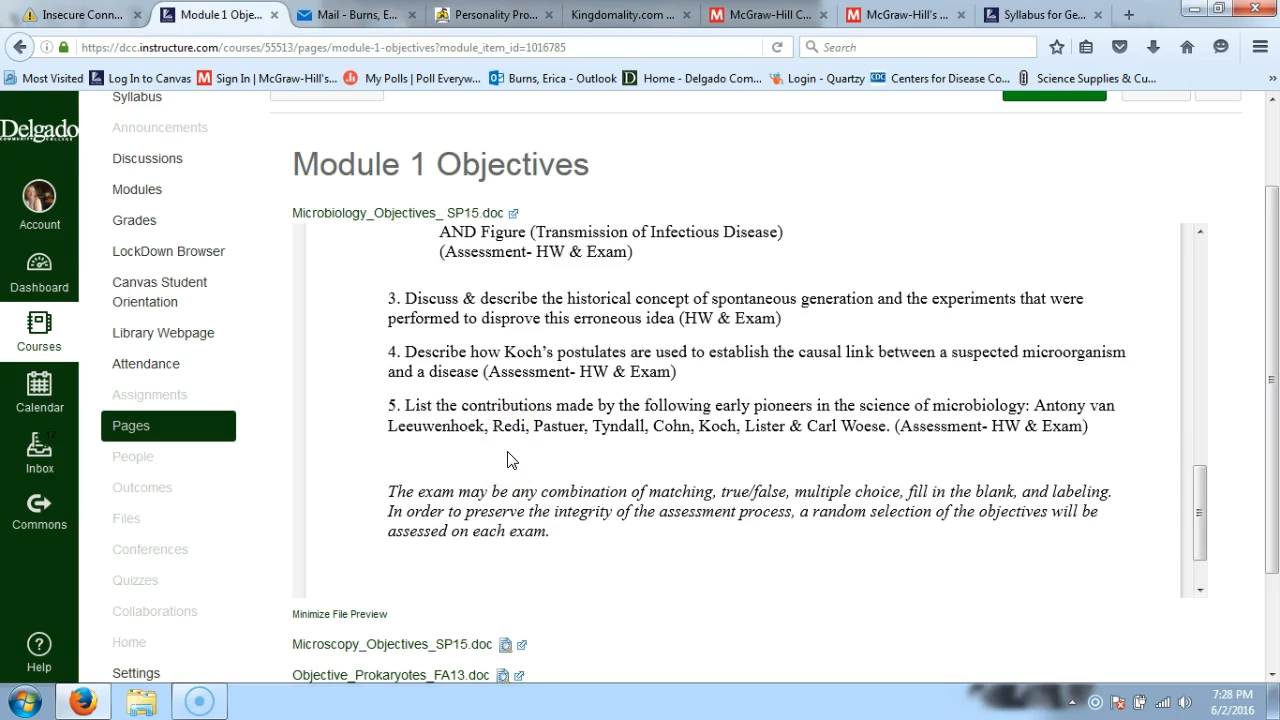 Insecure Conn...
Module 1 Obje...
Mail - Burns, E...
Personality Pro...
Kingdomality.com ...
McGraw-Hill C...
McGraw-Hill's ...
Syllabus for Ge...
https://dcc.instructure.com/courses/55513/pages/module-1-objectives?module_item_id=1016785
Search
Most Visited
Log In to Canvas
Sign In | McGraw-Hill's...
My Polls | Poll Everyw...
Burns, Erica - Outlook
Home - Delgado Com...
Login - Quartzy
Centers for Disease Co...
Science Supplies & Cu...
Delgado
COMMUNITY COLLEGE
Account
Dashboard
Courses
Calendar
17
Inbox
Commons
Help
Syllabus
Announcements
Discussions
Modules
Grades
LockDown Browser
Canvas Student
Orientation
Library Webpage
Attendance
Assignments
Pages
People
Outcomes
Files
Conferences
Quizzes
Collaborations
Home
Settings
Module 1 Objectives
Microbiology_Objectives_ SP15.doc
AND Figure (Transmission of Infectious Disease)
(Assessment- HW & Exam)
3. Discuss & describe the historical concept of spontaneous generation and the experiments that were
performed to disprove this erroneous idea (HW & Exam)
4. Describe how Koch's postulates are used to establish the causal link between a suspected microorganism
and a disease (Assessment- HW & Exam)
5. List the contributions made by the following early pioneers in the science of microbiology: Antony van
Leeuwenhoek, Redi, Pastuer, Tyndall, Cohn, Koch, Lister & Carl Woese. (Assessment- HW & Exam)
The exam may be any combination of matching, true/false, multiple choice, fill in the blank, and labeling.
In order to preserve the integrity of the assessment process, a random selection of the objectives will be
assessed on each exam.
Minimize File Preview
Microscopy_Objectives_SP15.doc
Objective_Prokaryotes_FA13.doc
7:28 PM
6/2/2016